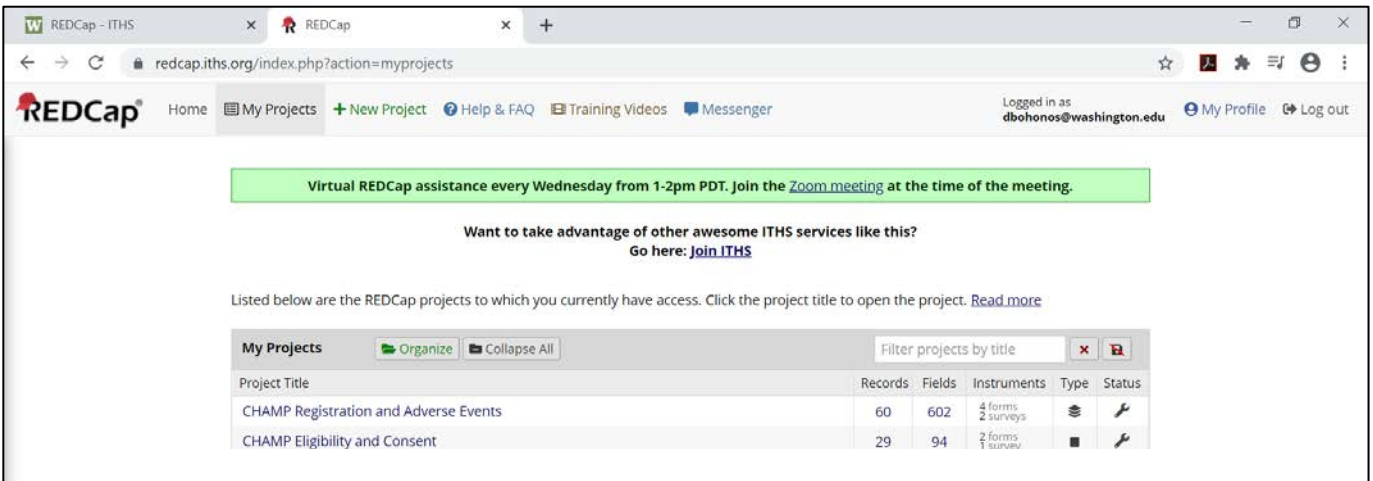 REDCap - ITHS
REDCap
redcap.iths.org/index.php?action=myprojects
REDCap® Home My Projects New Project Help & FAQ Training Videos Messenger Logged in as My Profile Log out
dbohonos@washington.edu
Virtual REDCap assistance every Wednesday from 1-2pm PDT. Join the Zoom meeting at the time of the meeting.
Want to take advantage of other awesome ITHS services like this?
Go here: Join ITHS
Listed below are the REDCap projects to which you currently have access. Click the project title to open the project. Read more
My Projects Organize Collapse All Filter projects by title
Project Title Records Fields Instruments Type Status
CHAMP Registration and Adverse Events 60 602 4 forms
2 surveys
CHAMP Eligibility and Consent 29 94 2 forms
1 survey